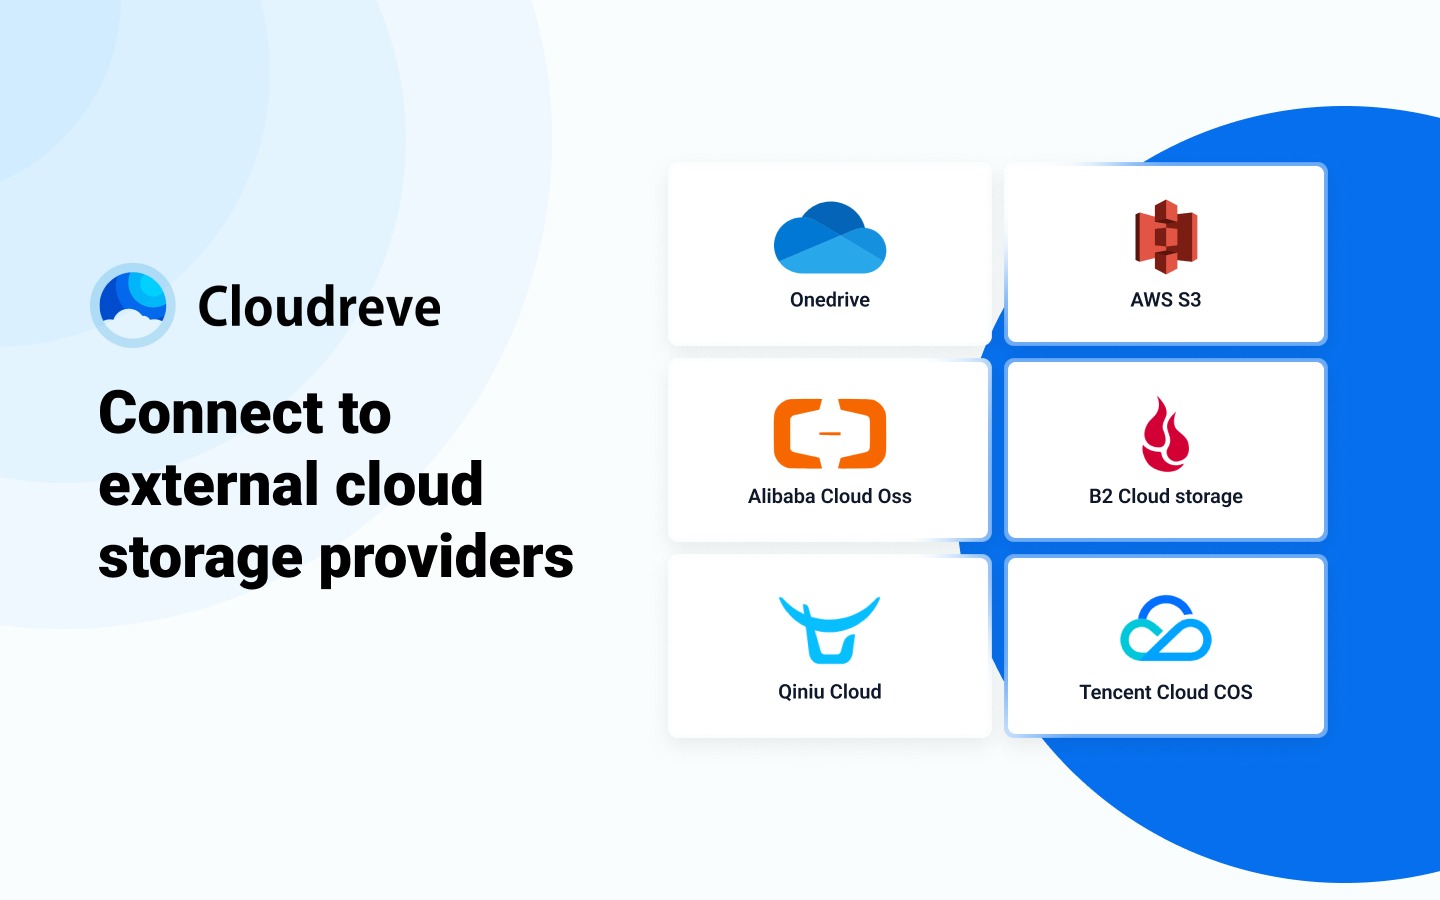 Cloudreve
Connect to
external cloud
storage providers
Onedrive
AWS S3
Alibaba Cloud Oss
B2 Cloud storage
Qiniu Cloud
Tencent Cloud COS